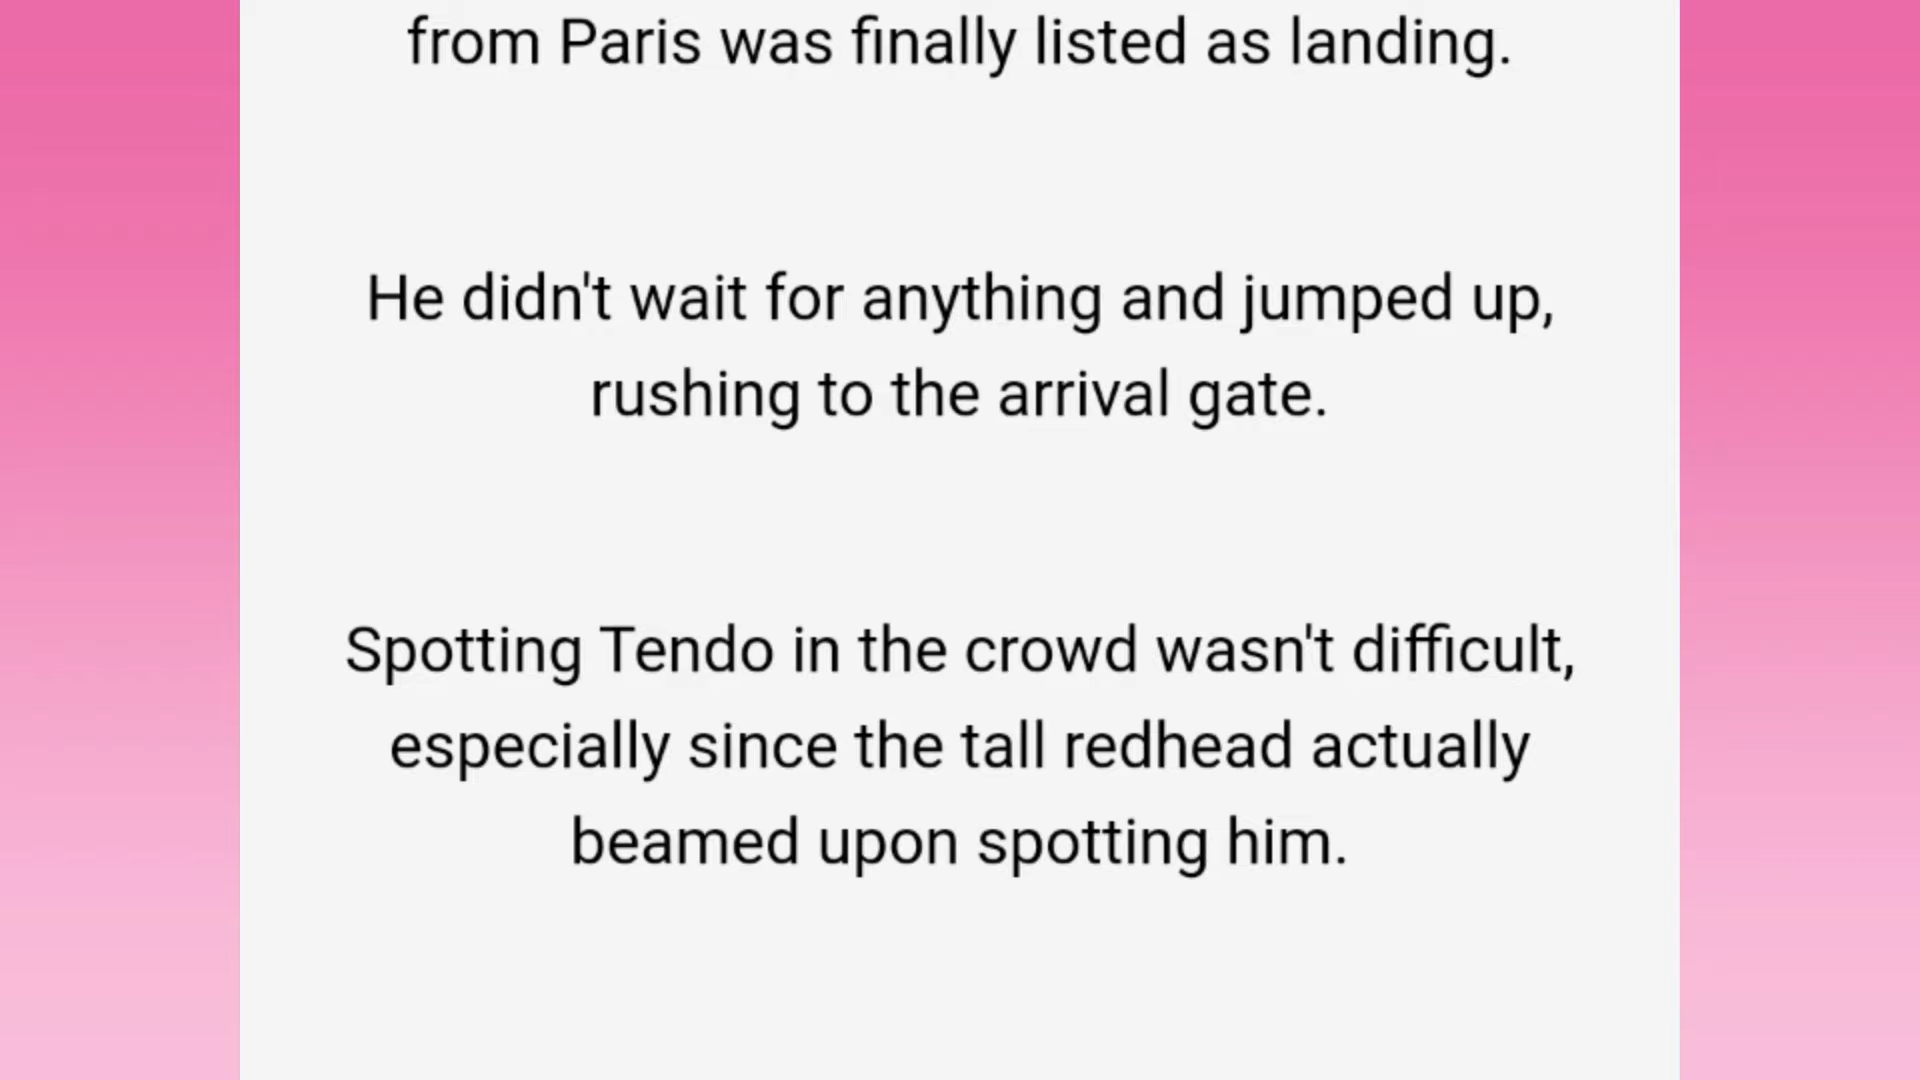 from Paris was finally listed as landing.
He didn't wait for anything and jumped up,
rushing to the arrival gate.
Spotting Tendo in the crowd wasn't difficult,
especially since the tall redhead actually
beamed upon spotting him.